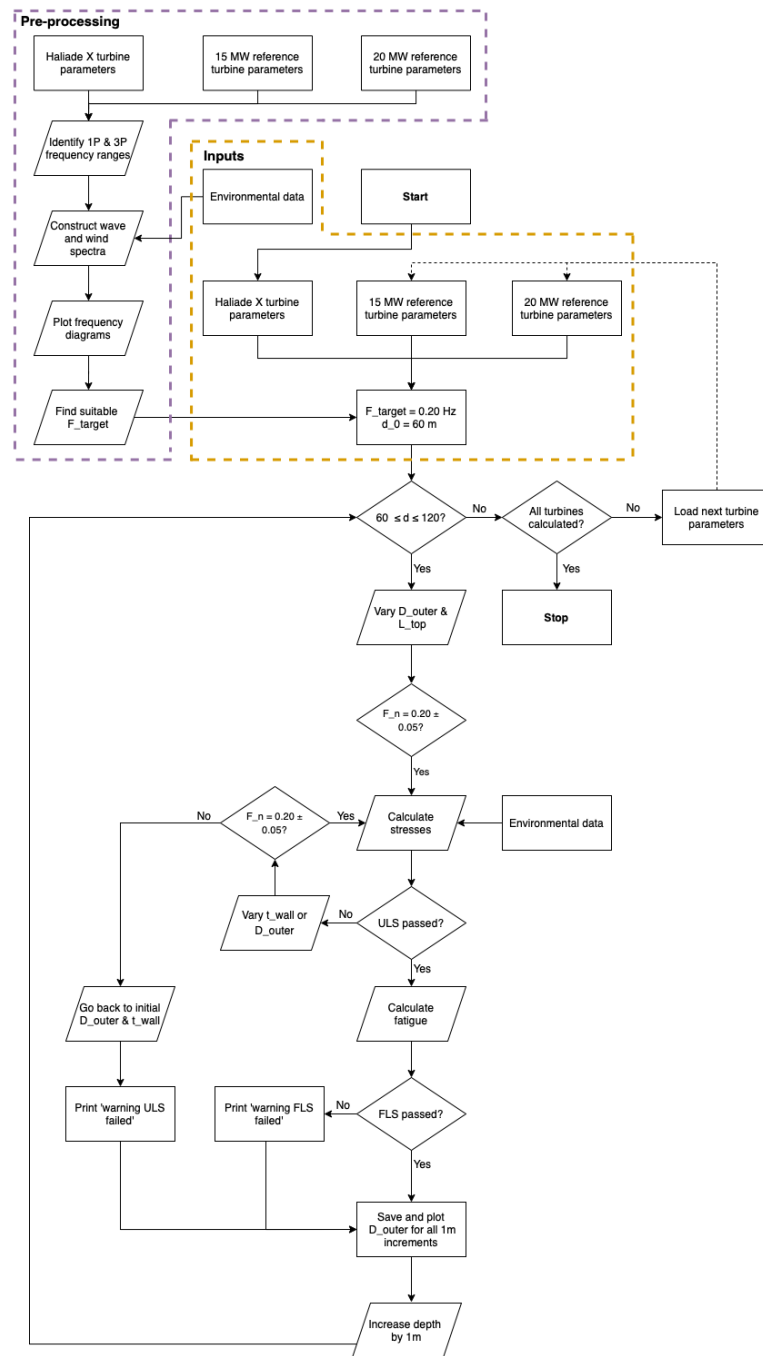 Pre-processing
Haliade X turbine
parameters
15 MW reference
turbine parameters
20 MW reference
turbine parameters
Identify 1P & 3P
frequency ranges
Inputs
Environmental data
Start
Construct wave
and wind
spectra
Haliade X turbine
parameters
15 MW reference
turbine parameters
20 MW reference
turbine parameters
Plot frequency
diagrams
Find suitable
F_target
F_target = 0.20 Hz
d_0 = 60 m
60 ≤ d ≤ 120?
No
All turbines
calculated?
No
Load next turbine
parameters
Yes
Yes
Vary D_outer &
L_top
Stop
F_n = 0.20 ±
0.05?
Yes
No
F_n = 0.20 ±
0.05?
Yes
Calculate
stresses
Environmental data
Vary t_wall or
D_outer
No
ULS passed?
Yes
Go back to initial
D_outer & t_wall
Calculate
fatigue
Print 'warning ULS
failed'
Print 'warning FLS
failed'
No
FLS passed?
Yes
Save and plot
D_outer for all 1m
increments
Increase depth
by 1m